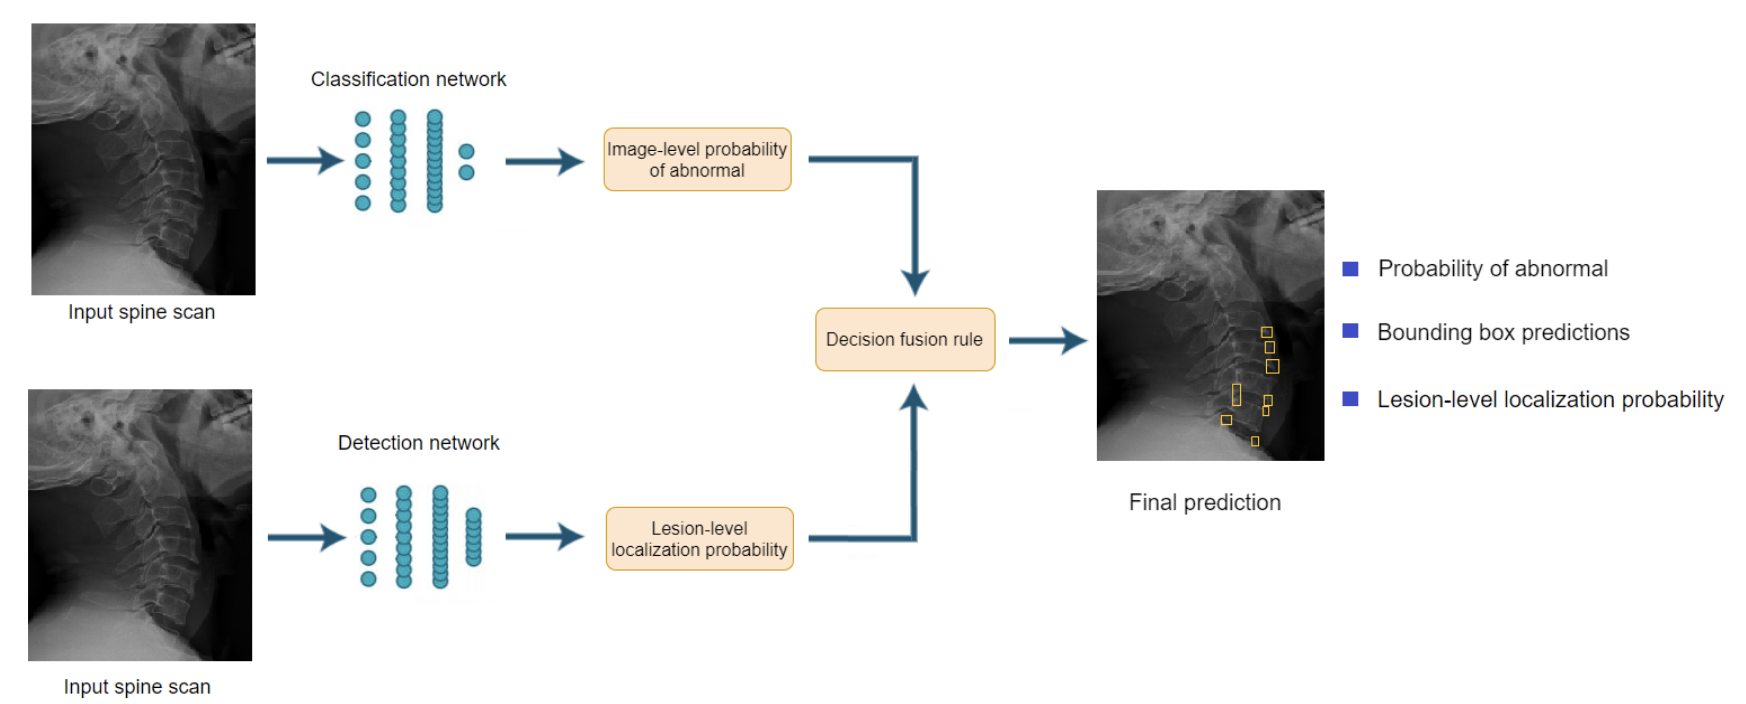 Classification network
Input spine scan
Image-level probability
of abnormal
Detection network
Input spine scan
Lesion-level
localization probability
Decision fusion rule
Final prediction
Probability of abnormal
Bounding box predictions
Lesion-level localization probability